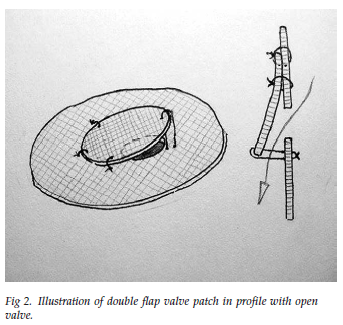 Fig 2. Illustration of double flap valve patch in profile with open
valve.